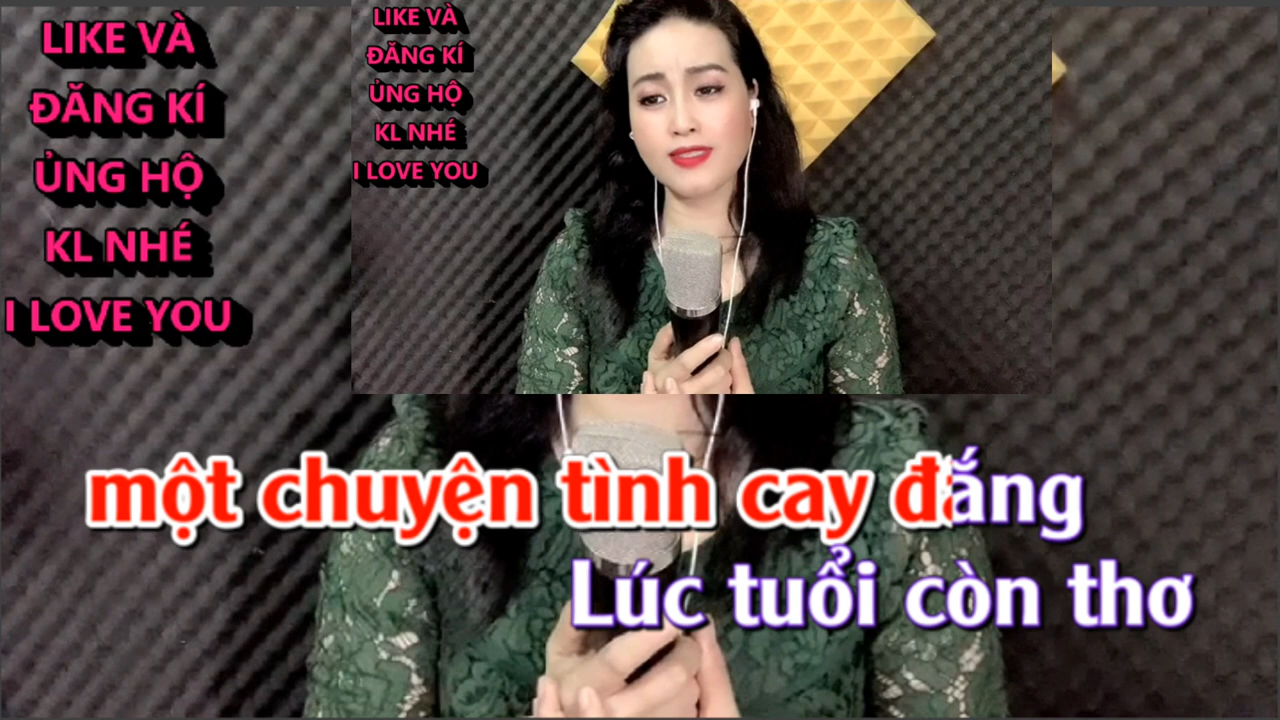 LIKE VÀ
ĐĂNG KÍ
ỦNG HỘ
KL NHÉ
I LOVE YOU
LIKE VÀ
ĐĂNG KÍ
ỦNG HỘ
KL NHÉ
I LOVE YOU
một chuyện tình cay đắng
Lúc tuổi còn thơ